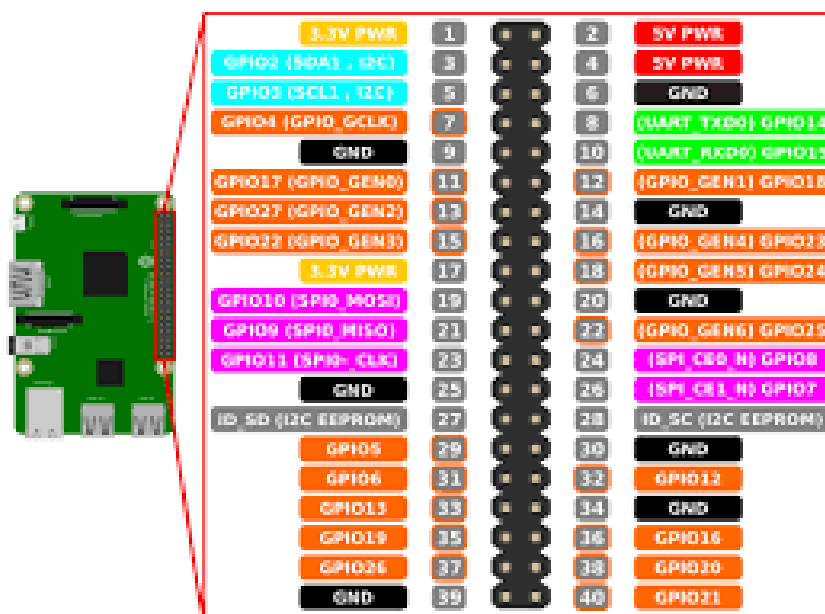 3.3V PWR 1 2 5V PWR
GPIO2 (SDA1 , I2C) 3 4 5V PWR
GPIO3 (SCL1 , I2C) 5 6 GND
GPIO4 (GPIO_GCLK) 7 8 (UART_TXD0) GPIO14
GND 9 10 (UART_RXD0) GPIO15
GPIO17 (GPIO_GEN0) 11 12 (GPIO_GEN1) GPIO18
GPIO27 (GPIO_GEN2) 13 14 GND
GPIO22 (GPIO_GEN3) 15 16 (GPIO_GEN4) GPIO23
3.3V PWR 17 18 (GPIO_GEN5) GPIO24
GPIO10 (SPI0_MOSI) 19 20 GND
GPIO9 (SPI0_MISO) 21 22 (GPIO_GEN6) GPIO25
GPIO11 (SPI0_CLK) 23 24 (SPI_CE0_N) GPIO8
GND 25 26 (SPI_CE1_N) GPIO7
ID_SD (I2C EEPROM) 27 28 ID_SC (I2C EEPROM)
GPIO5 29 30 GND
GPIO6 31 32 GPIO12
GPIO13 33 34 GND
GPIO19 35 36 GPIO16
GPIO26 37 38 GPIO20
GND 39 40 GPIO21